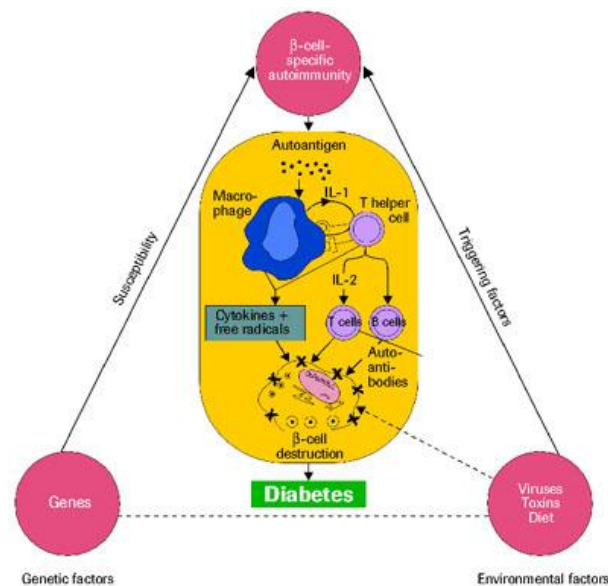 β-cell-
specific
autoimmunity
Autoantigen
IL-1
Macro-
phage
T helper
cell
Susceptibility
Triggering factors
IL-2
Cytokines +
free radicals
T cells
B cells
Auto-
anti-
bodies
β-cell
destruction
Diabetes
Genes
Viruses
Toxins
Diet
Genetic factors
Environmental factors